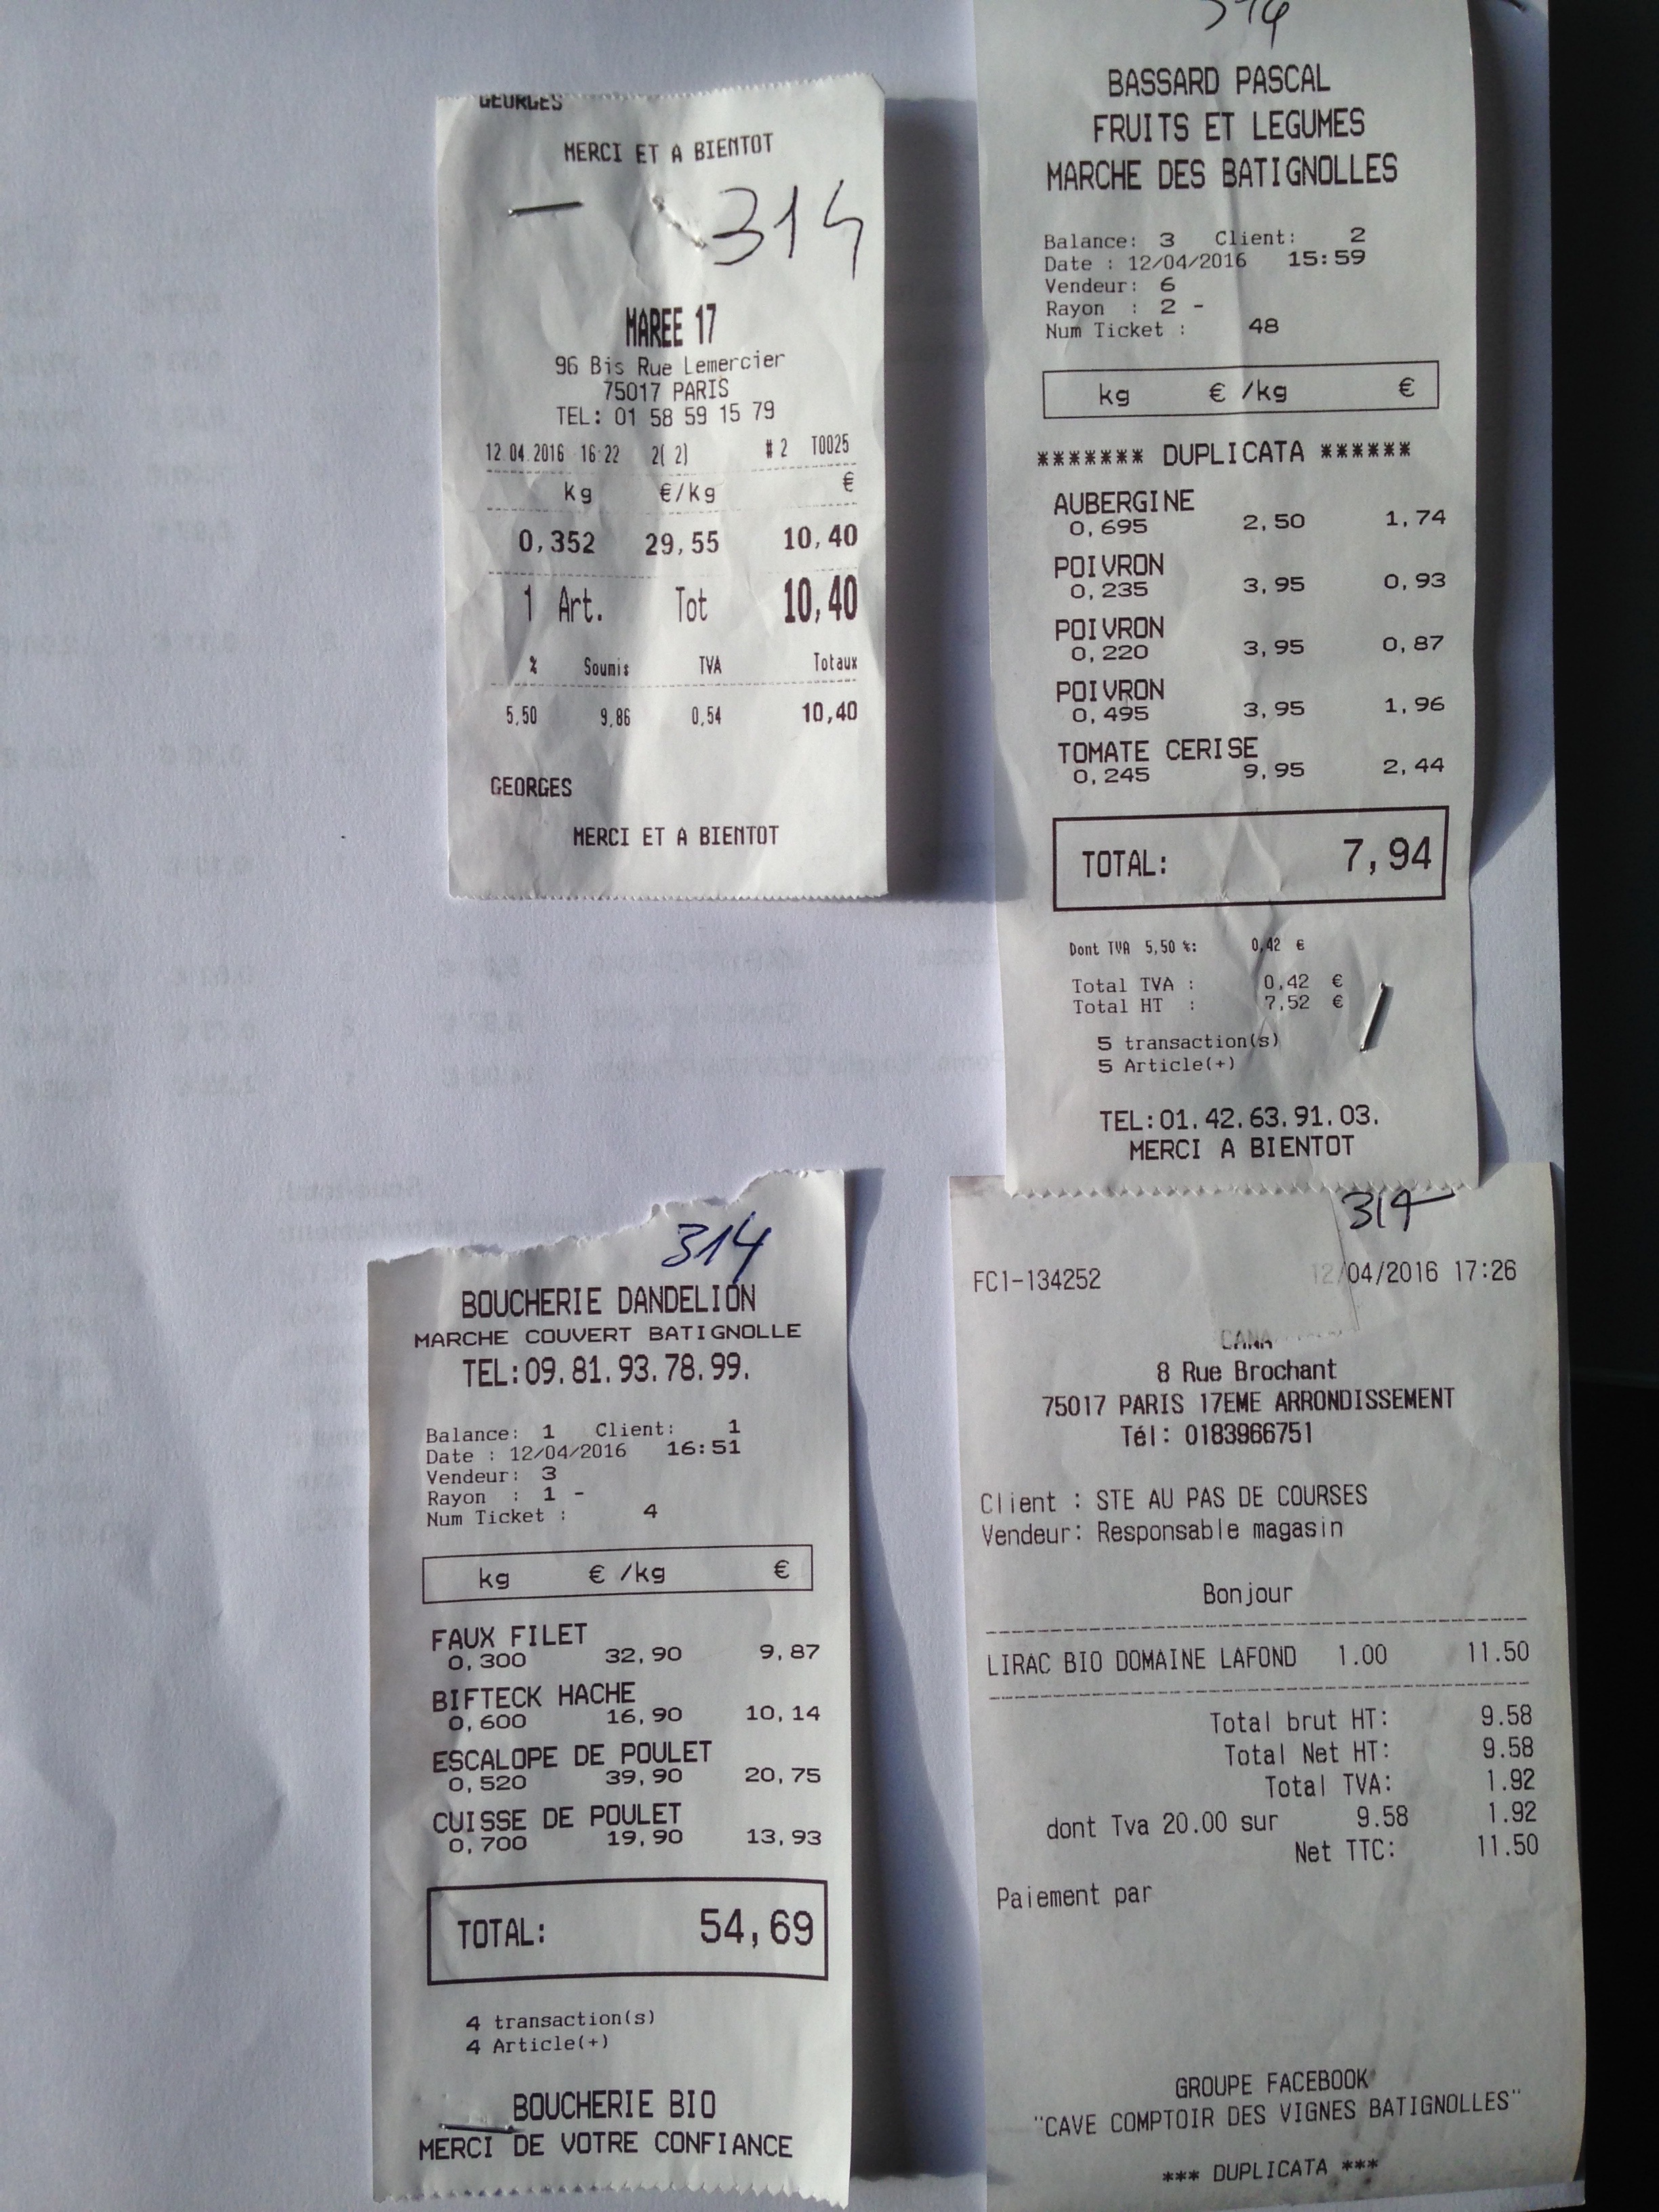 GEORGES
MERCI ET A BIENTOT
314
MAREE 17
96 Bis Rue Lemercier
75017 PARIS
TEL: 01 58 59 15 79
12.04.2016 16:22 2( 2) #2 T0025
kg €/kg €
0,352 29,55 10,40
1 Art. Tot 10,40
% Soumis TVA Totaux
5,50 9,86 0,54 10,40
GEORGES
MERCI ET A BIENTOT
314
BASSARD PASCAL
FRUITS ET LEGUMES
MARCHE DES BATIGNOLLES
Balance: 3 Client: 2
Date : 12/04/2016 15:59
Vendeur: 6
Rayon : 2 -
Num Ticket : 48
kg € /kg €
******* DUPLICATA ******
AUBERGINE
0,695 2,50 1,74
POIVRON
0,235 3,95 0,93
POIVRON
0,220 3,95 0,87
POIVRON
0,495 3,95 1,96
TOMATE CERISE
0,245 9,95 2,44
TOTAL: 7,94
Dont TVA 5,50 %: 0,42 €
Total TVA : 0,42 €
Total HT : 7,52 €
5 transaction(s)
5 Article(+)
TEL:01.42.63.91.03.
MERCI A BIENTOT
314
BOUCHERIE DANDELION
MARCHE COUVERT BATIGNOLLE
TEL:09.81.93.78.99.
Balance: 1 Client: 1
Date : 12/04/2016 16:51
Vendeur: 3
Rayon : 1 -
Num Ticket : 4
kg € /kg €
FAUX FILET
0,300 32,90 9,87
BIFTECK HACHE
0,600 16,90 10,14
ESCALOPE DE POULET
0,520 39,90 20,75
CUISSE DE POULET
0,700 19,90 13,93
TOTAL: 54,69
4 transaction(s)
4 Article(+)
BOUCHERIE BIO
MERCI DE VOTRE CONFIANCE
314
FC1-134252 12/04/2016 17:26
8 Rue Brochant
75017 PARIS 17EME ARRONDISSEMENT
Tél: 0183966751
Client : STE AU PAS DE COURSES
Vendeur: Responsable magasin
Bonjour
LIRAC BIO DOMAINE LAFOND 1.00 11.50
Total brut HT: 9.58
Total Net HT: 9.58
Total TVA: 1.92
dont Tva 20.00 sur 9.58 1.92
Net TTC: 11.50
Paiement par
GROUPE FACEBOOK
"CAVE COMPTOIR DES VIGNES BATIGNOLLES"
*** DUPLICATA ***